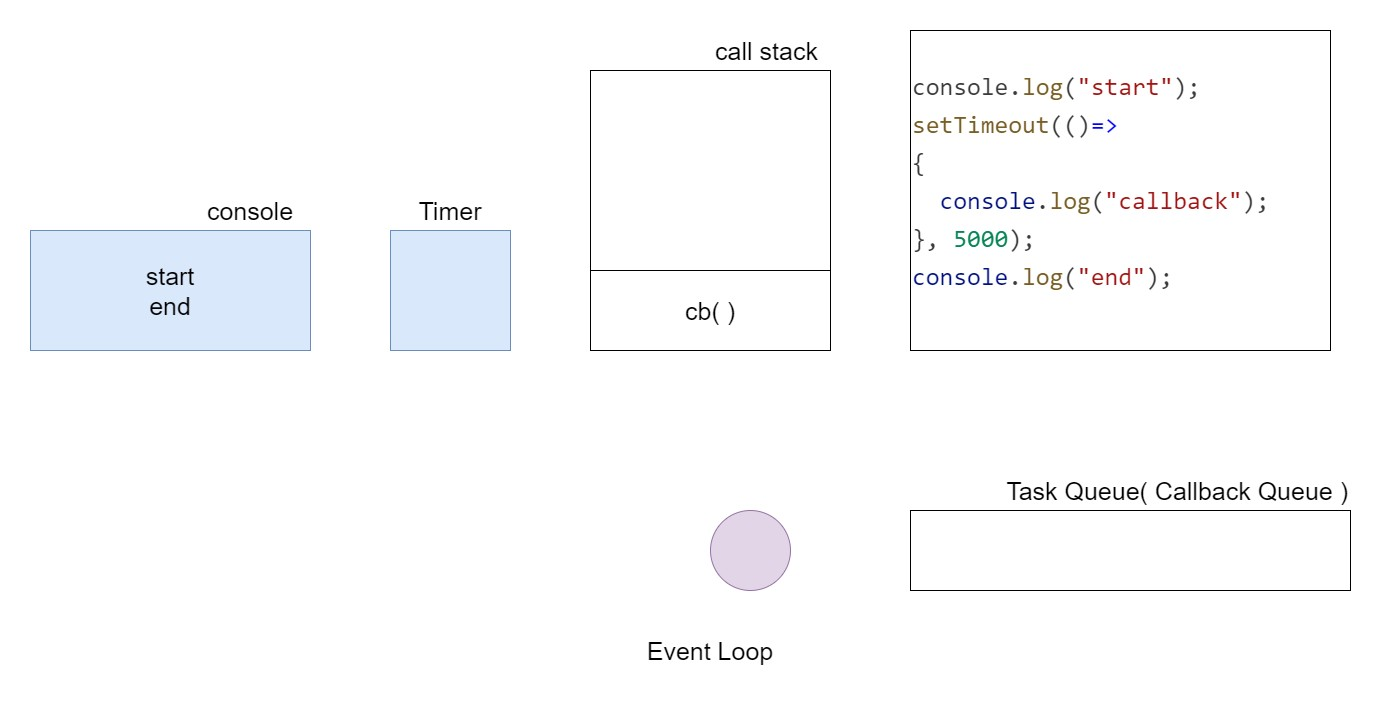 call stack
console.log("start");
setTimeout(()=>
{
  console.log("callback");
}, 5000);
console.log("end");
console
Timer
start
end
cb( )
Task Queue( Callback Queue )
Event Loop